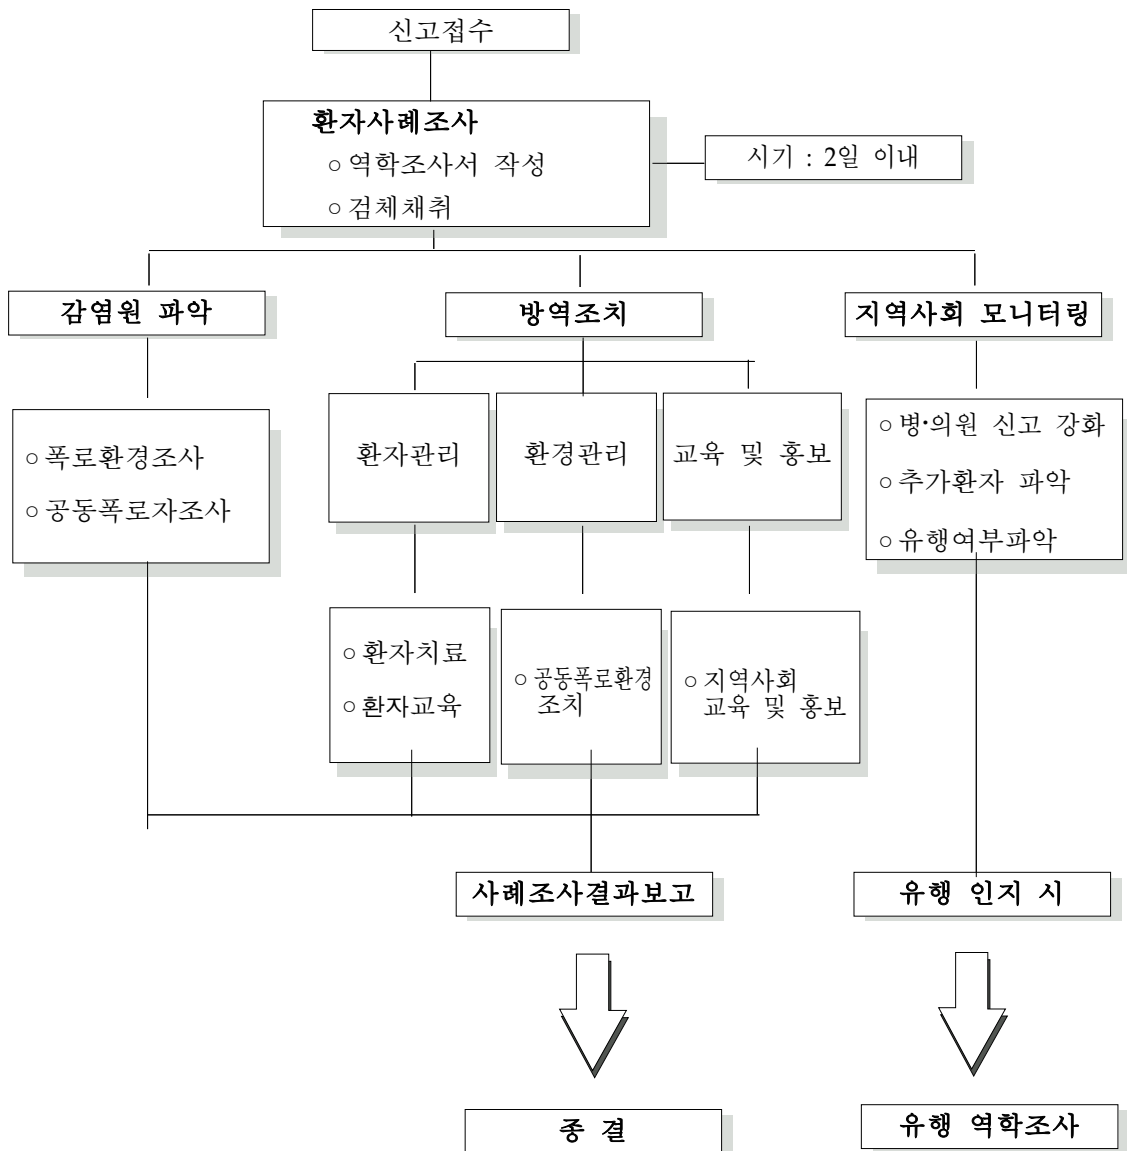 신고접수
환자사례조사
○ 역학조사서 작성
○ 검체채취
시기 : 2일 이내
감염원 파악
방역조치
지역사회 모니터링
○ 폭로환경조사
○ 공동폭로자조사
환자관리
환경관리
교육 및 홍보
○ 병·의원 신고 강화
○ 추가환자 파악
○ 유행여부파악
○ 환자치료
○ 환자교육
○ 공동폭로환경
조치
○ 지역사회
교육 및 홍보
사례조사결과보고
유행 인지 시
종 결
유행 역학조사